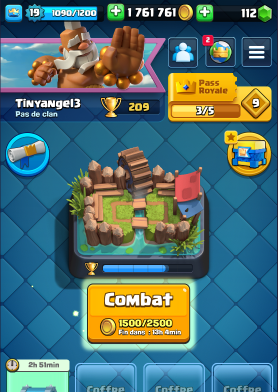 19 1090/1200 1 761 761 112
2
Pass
Royale
3/5 9
Tinyangel3 209
Pas de clan
Combat
1500/2500
Fin dans : 13h 4min
2h 51min
Coffre Coffre Coffre